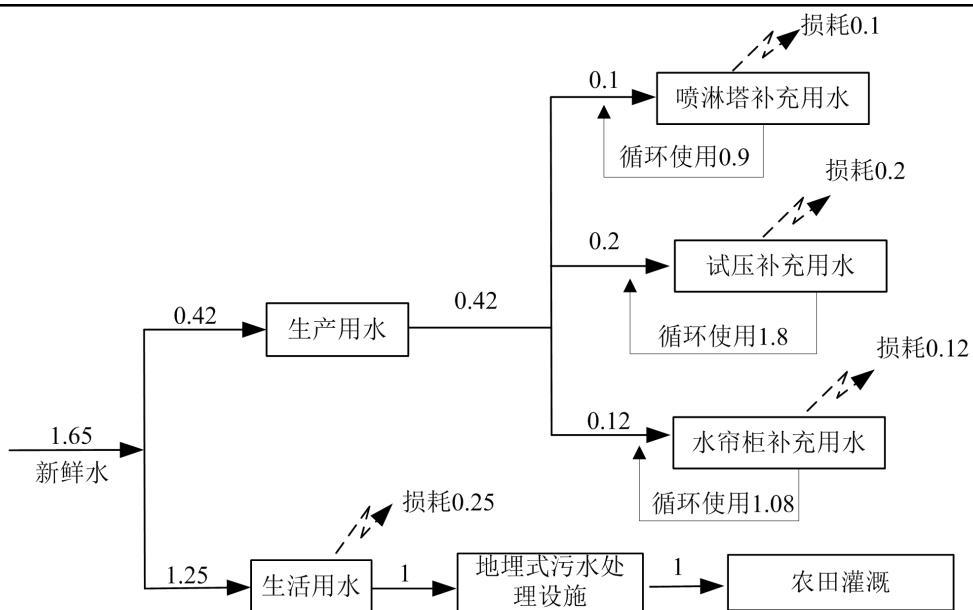 损耗0.1
0.1
喷淋塔补充用水
循环使用0.9
损耗0.2
0.2
试压补充用水
循环使用1.8
0.42
生产用水
0.42
损耗0.12
0.12
水帘柜补充用水
循环使用1.08
1.65
新鲜水
损耗0.25
1.25
生活用水
1
地埋式污水处
理设施
1
农田灌溉